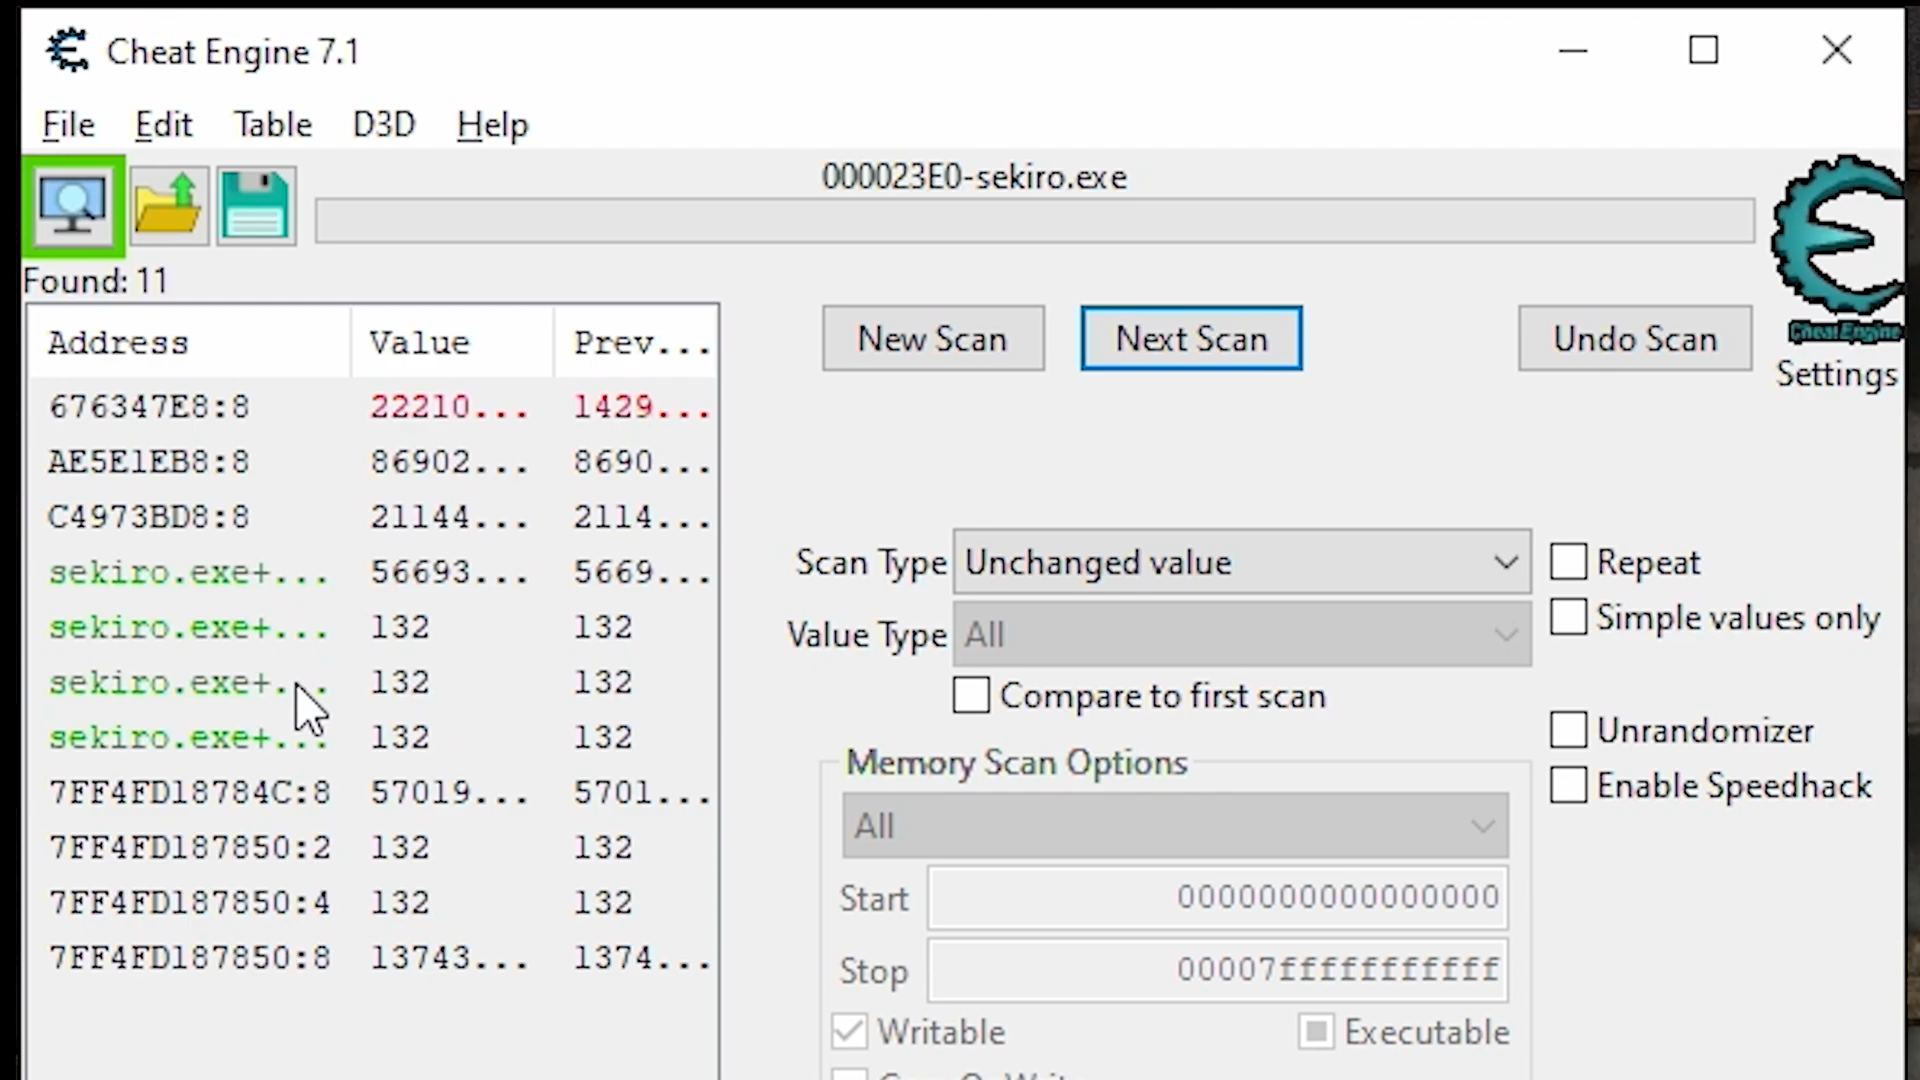 Cheat Engine 7.1
File Edit Table D3D Help
000023E0-sekiro.exe
Found: 11
Address Value Prev...
676347E8:8 22210... 1429...
AE5E1EB8:8 86902... 8690...
C4973BD8:8 21144... 2114...
sekiro.exe+... 56693... 5669...
sekiro.exe+... 132 132
sekiro.exe+... 132 132
sekiro.exe+... 132 132
7FF4FD18784C:8 57019... 5701...
7FF4FD187850:2 132 132
7FF4FD187850:4 132 132
7FF4FD187850:8 13743... 1374...
New Scan Next Scan Undo Scan
Cheat Engine
Settings
Scan Type Unchanged value
Repeat
Value Type All
Simple values only
Compare to first scan
Unrandomizer
Enable Speedhack
Memory Scan Options
All
Start 0000000000000000
Stop 00007fffffffffff
Writable Executable